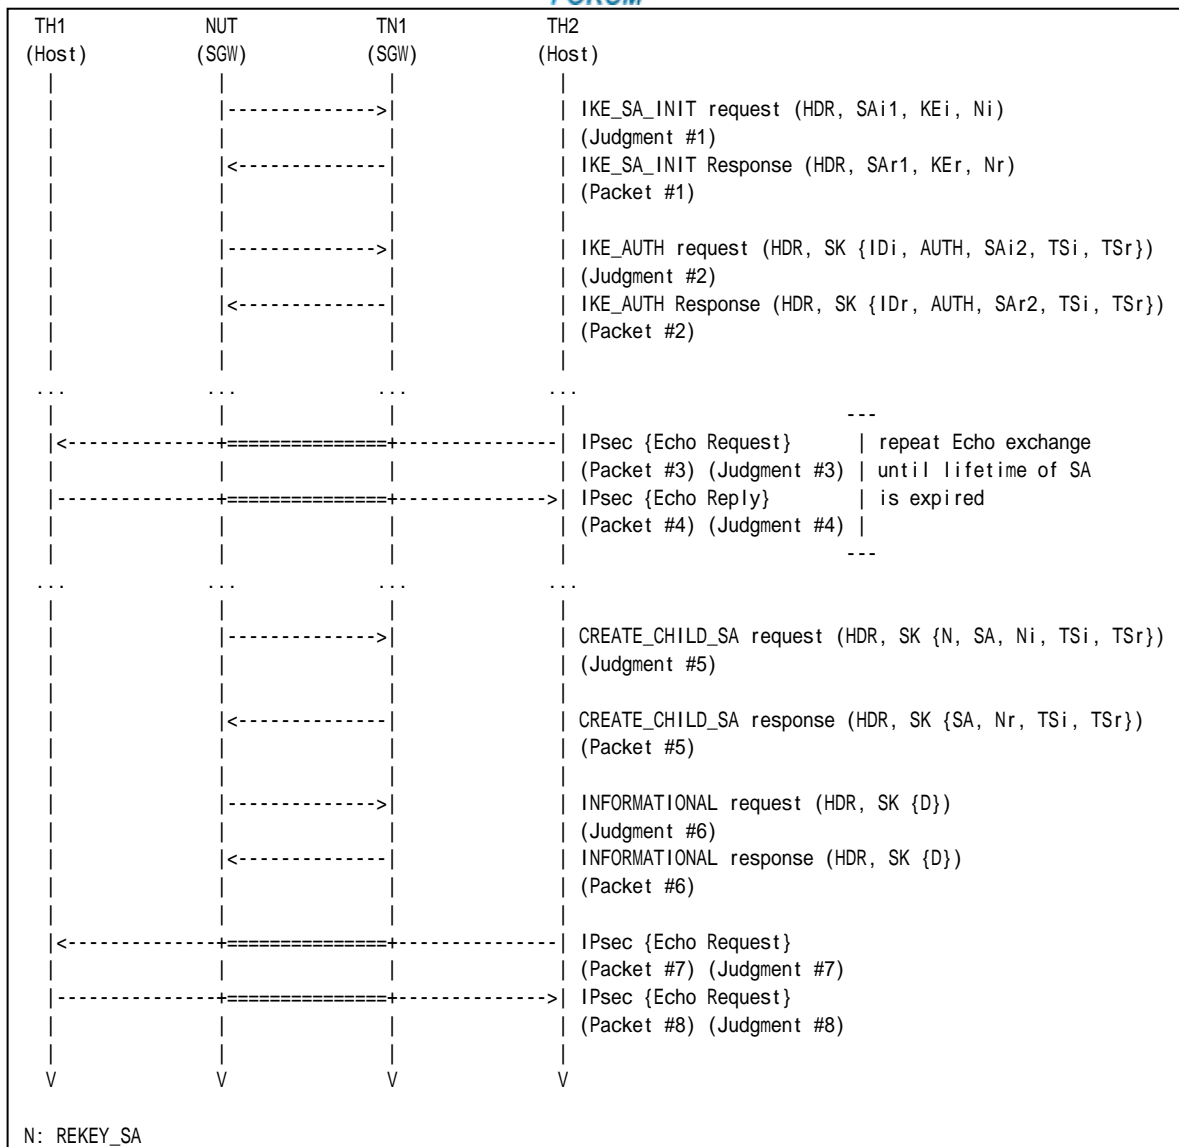 FORUM
TH1 NUT TN1 TH2
(Host) (SGW) (SGW) (Host)
| | | |
| |-------------->| | IKE_SA_INIT request (HDR, SAi1, KEi, Ni)
| | | | (Judgment #1)
| |<--------------| | IKE_SA_INIT Response (HDR, SAr1, KEr, Nr)
| | | | (Packet #1)
| | | |
| |-------------->| | IKE_AUTH request (HDR, SK {IDi, AUTH, SAi2, TSi, TSr})
| | | | (Judgment #2)
| |<--------------| | IKE_AUTH Response (HDR, SK {IDr, AUTH, SAr2, TSi, TSr})
| | | | (Packet #2)
| | | |
... ... ... ...
| | | | ---
|<--------------+===============+--------------| IPsec {Echo Request} | repeat Echo exchange
| | | | (Packet #3) (Judgment #3) | until lifetime of SA
|---------------+===============+-------------->| IPsec {Echo Reply} | is expired
| | | | (Packet #4) (Judgment #4) |
| | | | ---
... ... ... ...
| | | |
| |-------------->| | CREATE_CHILD_SA request (HDR, SK {N, SA, Ni, TSi, TSr})
| | | | (Judgment #5)
| | | |
| |<--------------| | CREATE_CHILD_SA response (HDR, SK {SA, Nr, TSi, TSr})
| | | | (Packet #5)
| | | |
| |-------------->| | INFORMATIONAL request (HDR, SK {D})
| | | | (Judgment #6)
| |<--------------| | INFORMATIONAL response (HDR, SK {D})
| | | | (Packet #6)
| | | |
|<--------------+===============+---------------| IPsec {Echo Request}
| | | | (Packet #7) (Judgment #7)
|---------------+===============+-------------->| IPsec {Echo Request}
| | | | (Packet #8) (Judgment #8)
| | | |
V V V V
N: REKEY_SA